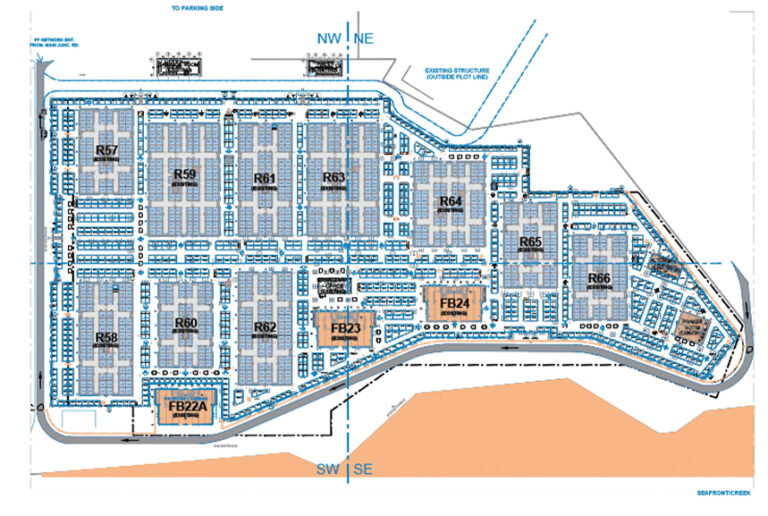 TO PARKING SIDE
NW NE
FF NETWORK ENT.
FROM MAIN JUNC. RD.
EXISTING STRUCTURE
(OUTSIDE PLOT LINE)
R57
(EXISTING)
R59
(EXISTING)
R61
(EXISTING)
R63
(EXISTING)
R64
(EXISTING)
R65
(EXISTING)
R66
(EXISTING)
R58
(EXISTING)
R60
(EXISTING)
R62
(EXISTING)
FB23
(EXISTING)
FB24
(EXISTING)
FB22A
(EXISTING)
SW SE
SEAFRONT/CREEK